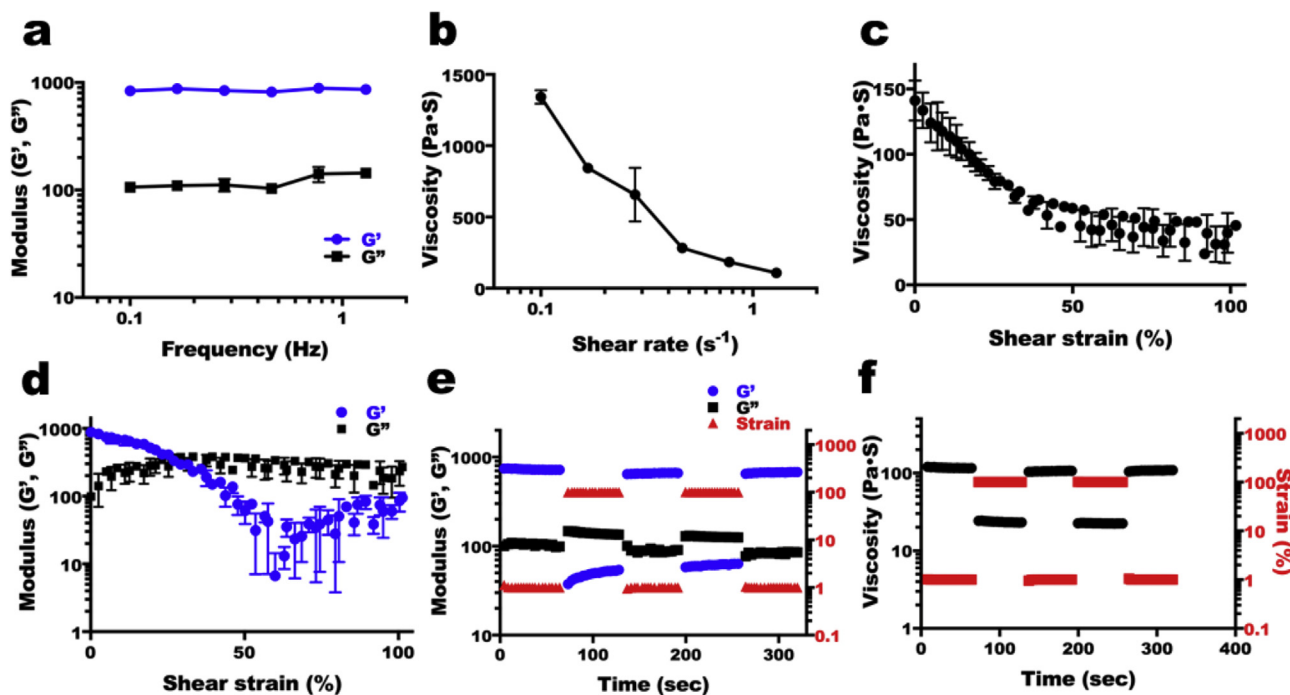 a
Modulus (G’, G”)
1000
100
10
0.1
1
G’
G”
Frequency (Hz)
b
Viscosity (Pa•S)
1500
1000
500
0
0.1
1
Shear rate (s⁻¹)
c
Viscosity (Pa•S)
150
100
50
0
0
50
100
Shear strain (%)
d
Modulus (G’, G”)
1000
100
10
1
0
50
100
G’
G”
Shear strain (%)
e
G’
G”
Strain
Modulus (G’, G”)
1000
100
10
1000
100
10
1
0.1
0
100
200
300
Time (sec)
f
Viscosity (Pa•S)
1000
100
10
1
1000
100
10
1
0.1
Strain (%)
0
100
200
300
400
Time (sec)